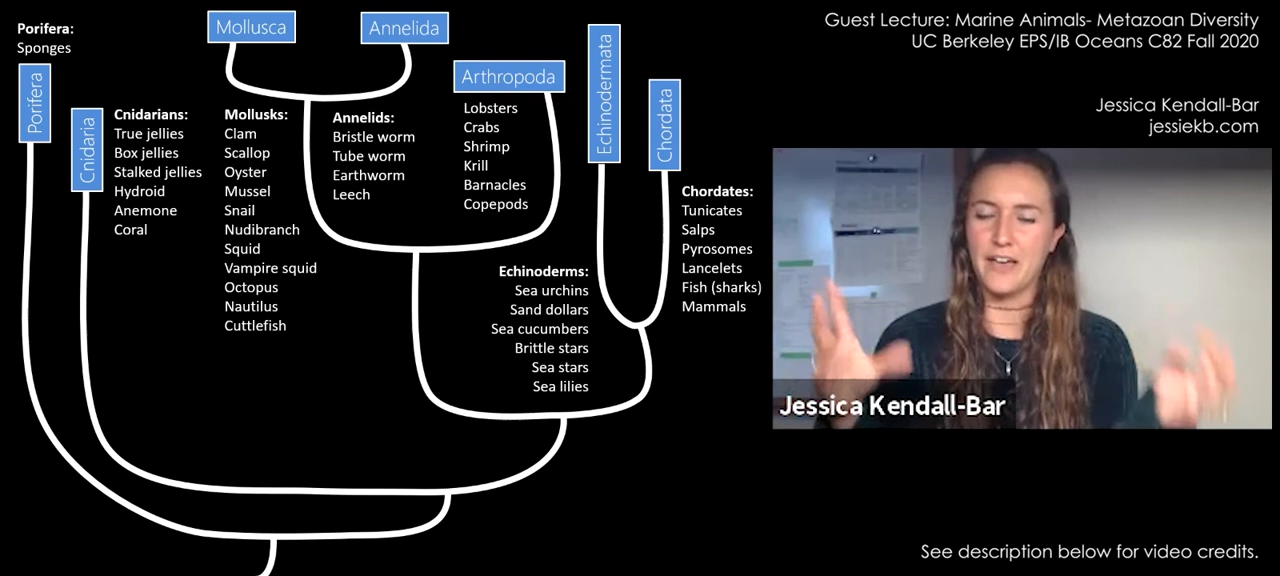 Porifera:
Sponges
Porifera
Cnidaria
Cnidarians:
True jellies
Box jellies
Stalked jellies
Hydroid
Anemone
Coral
Mollusca
Mollusks:
Clam
Scallop
Oyster
Mussel
Snail
Nudibranch
Squid
Vampire squid
Octopus
Nautilus
Cuttlefish
Annelida
Annelids:
Bristle worm
Tube worm
Earthworm
Leech
Arthropoda
Lobsters
Crabs
Shrimp
Krill
Barnacles
Copepods
Echinodermata
Echinoderms:
Sea urchins
Sand dollars
Sea cucumbers
Brittle stars
Sea stars
Sea lilies
Chordata
Chordates:
Tunicates
Salps
Pyrosomes
Lancelets
Fish (sharks)
Mammals
Guest Lecture: Marine Animals- Metazoan Diversity
UC Berkeley EPS/IB Oceans C82 Fall 2020
Jessica Kendall-Bar
jessiekb.com
Jessica Kendall-Bar
See description below for video credits.